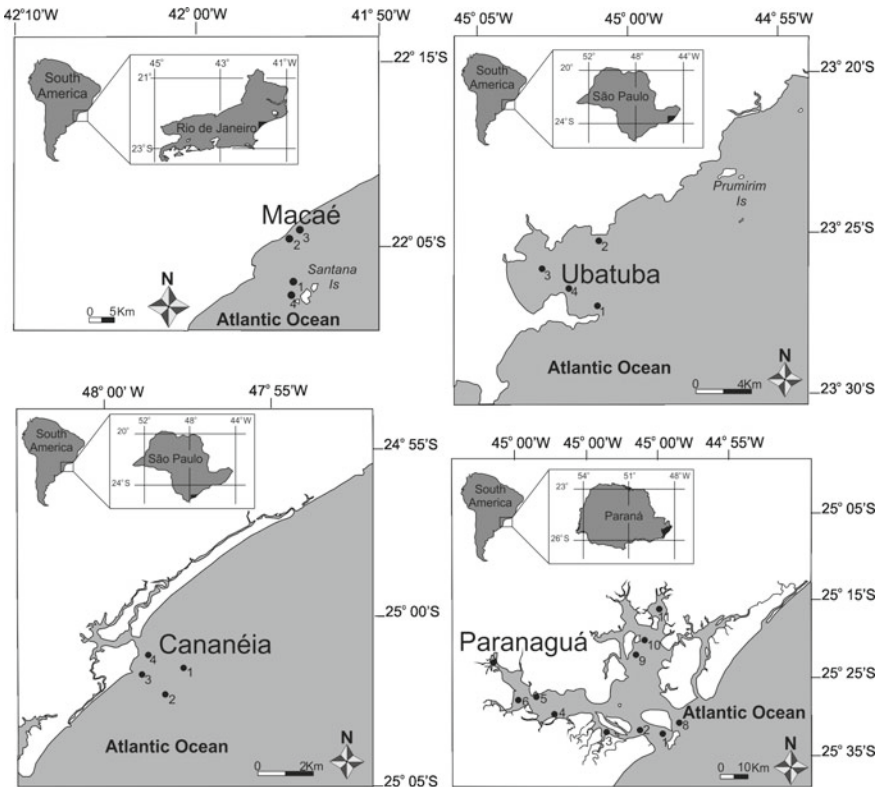 42°10'W 42°00'W 41°50'W
22°15'S
22°05'S
South
America
45° 43° 41°W
21°
23°S
Rio de Janeiro
Macaé
3
2
1
4
Santana
Is
N
0 5Km
Atlantic Ocean
45°05'W 45°00'W 44°55'W
23°20'S
23°25'S
23°30'S
South
America
52° 48° 44°W
20°
24°S
São Paulo
Prumirim
Is
2
3
Ubatuba
4
1
Atlantic Ocean
N
0 4Km
48°00'W 47°55'W
24°55'S
25°00'S
25°05'S
South
America
52° 48° 44°W
20°
24°S
São Paulo
Cananéia
4
1
3
2
Atlantic Ocean
N
0 2Km
45°00'W 45°00'W 45°00'W 44°55'W
25°05'S
25°15'S
25°25'S
25°35'S
South
America
54° 51° 48°W
23°
26°S
Paraná
Paranaguá
10
9
5
6
4
3
2
8
Atlantic Ocean
N
0 10Km